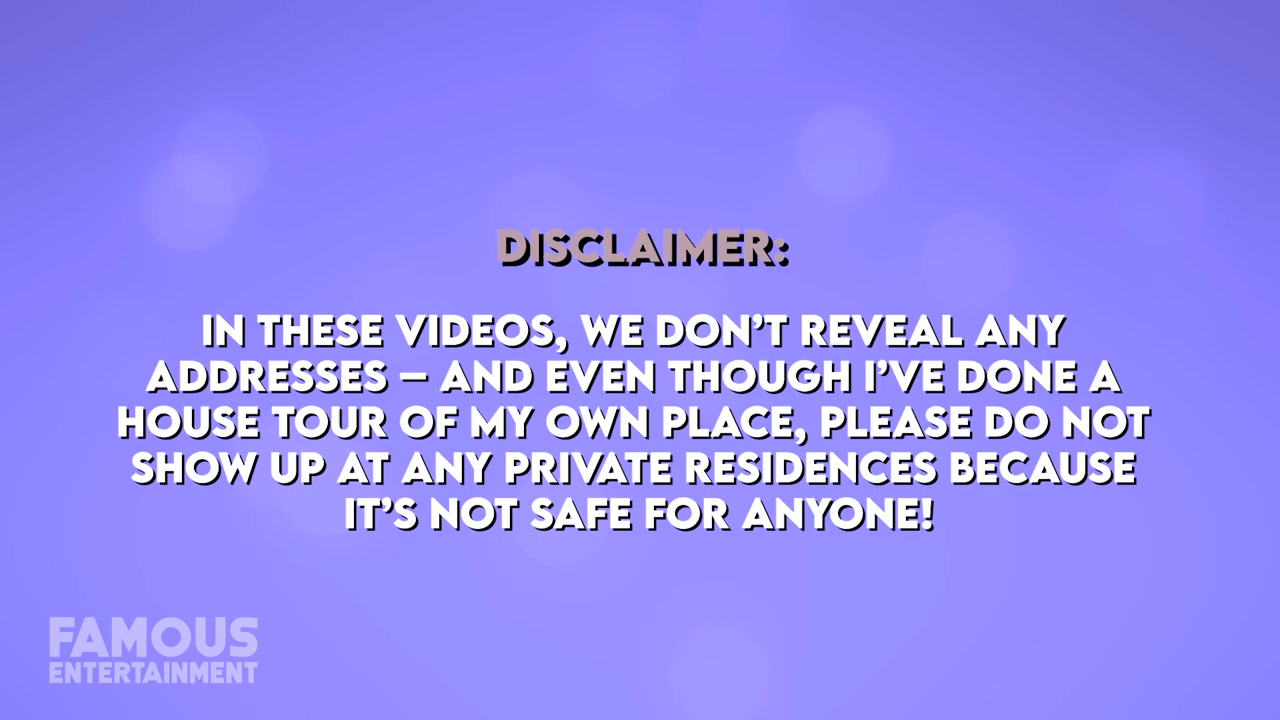 DISCLAIMER:
IN THESE VIDEOS, WE DON'T REVEAL ANY
ADDRESSES – AND EVEN THOUGH I'VE DONE A
HOUSE TOUR OF MY OWN PLACE, PLEASE DO NOT
SHOW UP AT ANY PRIVATE RESIDENCES BECAUSE
IT'S NOT SAFE FOR ANYONE!
FAMOUS
ENTERTAINMENT